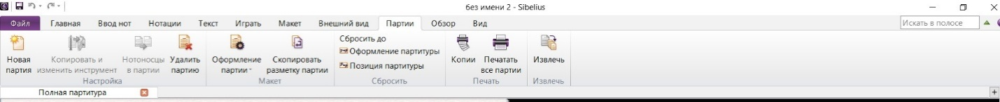 без имени 2 - Sibelius
Файл Главная Ввод нот Нотации Текст Играть Макет Внешний вид Партии Обзор Вид Искать в полосе
Сбросить до
Оформление партитуры
Позиция партитуры
Новая партия
Копировать и изменить инструмент
Нотоносцы в партии
Удалить партию
Оформление партии
Скопировать разметку партии
Копии
Печатать все партии
Извлечь
Настройка Макет Сбросить Печать Извлечь
Полная партитура